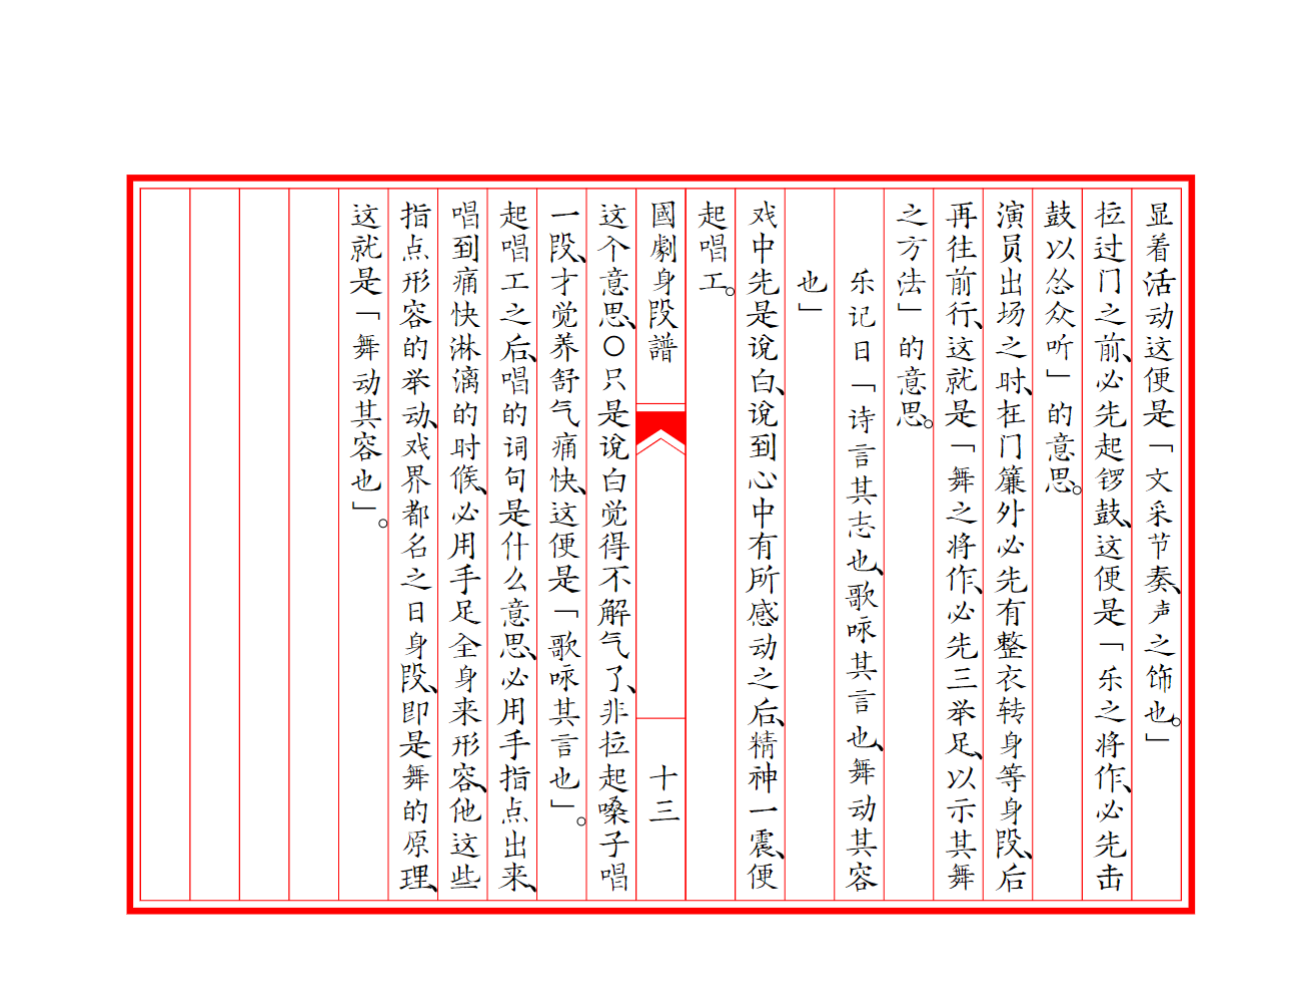 显着活动这便是「文采节奏、声之饰也。」
拉过门之前、必先起锣鼓、这便是「乐之将作、必先击
鼓以怂众听」的意思。
演员出场之时、在门簾外必先有整衣转身等身段、后
再往前行、这就是「舞之将作、必先三举足、以示其舞
之方法」的意思。
乐记日「诗言其志也、歌咏其言也、舞动其容
也」
戏中先是说白、说到心中有所感动之后、精神一震、便
起唱工。
國劇身段譜
十三
这个意思、〇只是说白觉得不解气了、非拉起嗓子唱
一段、才觉养舒气痛快、这便是「歌咏其言也」。
起唱工之后、唱的词句是什么意思、必用手指点出来、
唱到痛快淋漓的时候、必用手足全身来形容、他这些
指点形容的举动、戏界都名之日身段、即是舞的原理、
这就是「舞动其容也」。